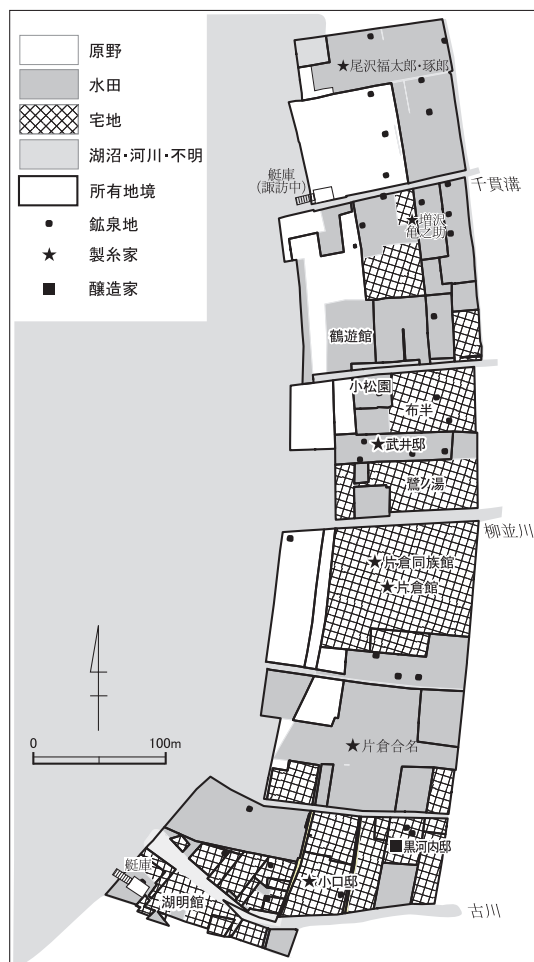 原野
水田
宅地
湖沼・河川・不明
所有地境
鉱泉地
製糸家
醸造家
尾沢福太郎・琢郎
艇庫
(諏訪中)
千貫溝
増沢
亀之助
鶴遊館
小松園
布半
武井邸
鷺ノ湯
柳並川
片倉同族館
片倉館
0 100m
片倉合名
黒河内邸
艇庫
小口邸
湖明館
古川